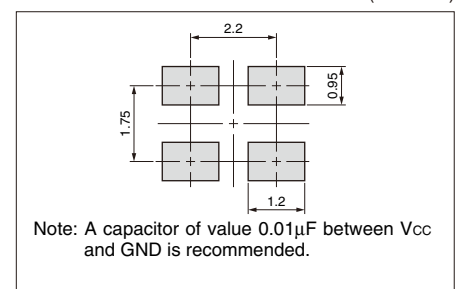 2.2
0.95
1.75
1.2
Note: A capacitor of value 0.01µF between Vcc
and GND is recommended.